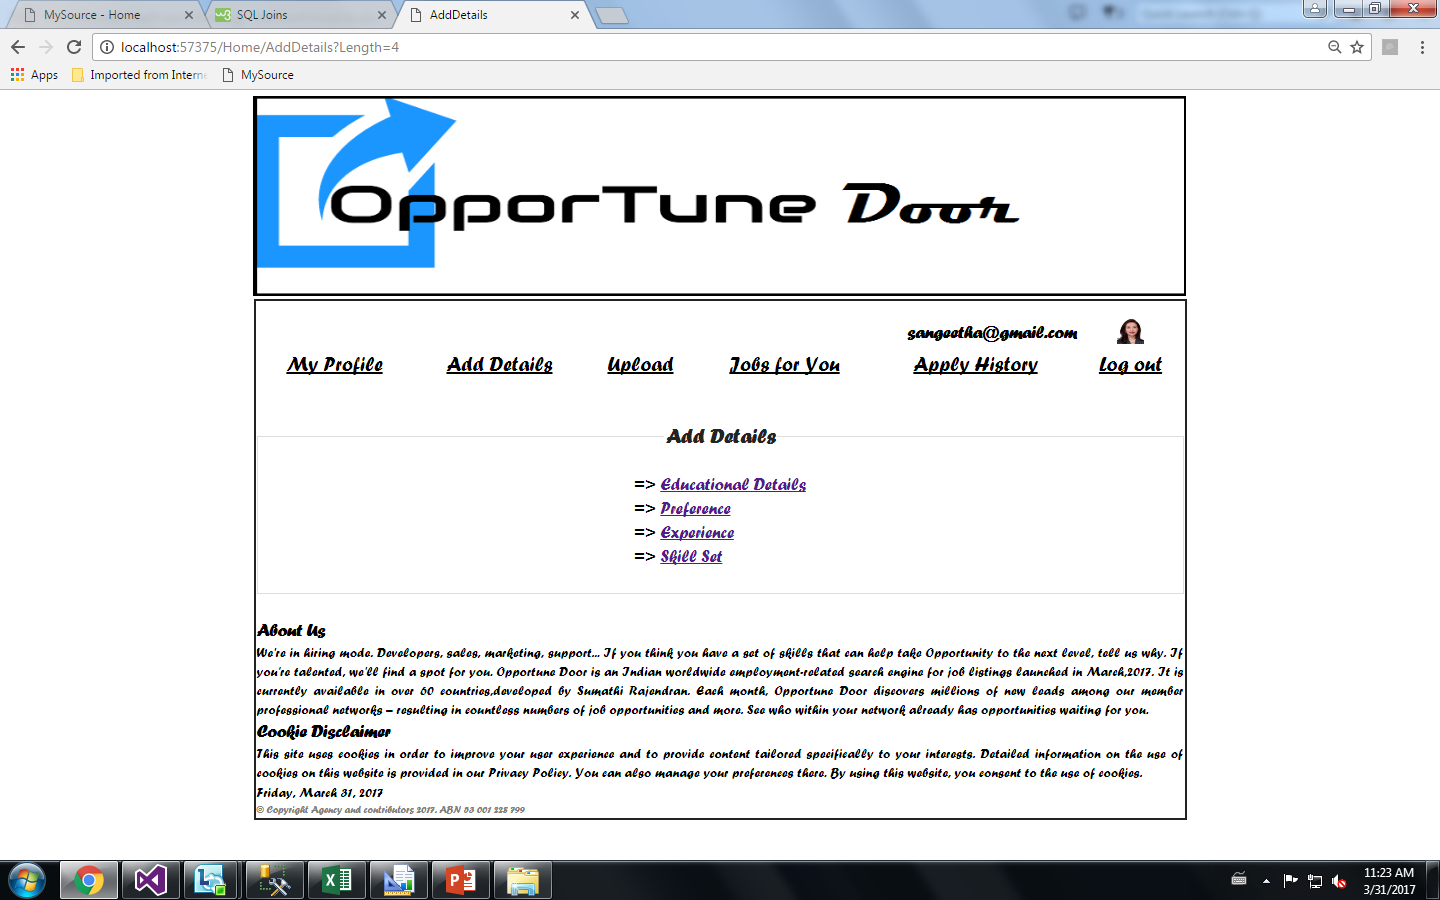 MySource - Home
SQL Joins
AddDetails
localhost:57375/Home/AddDetails?Length=4
Apps
Imported from Intern
MySource
OpporTune Door
sangeetha@gmail.com
My Profile Add Details Upload Jobs for You Apply History Log out
Add Details
=> Educational Details
=> Preference
=> Experience
=> Skill Set
About Us
We're in hiring mode. Developers, sales, marketing, support... If you think you have a set of skills that can help take Opportunity to the next level, tell us why. If
you're talented, we'll find a spot for you. Opportune Door is an Indian worldwide employment-related search engine for job listings launched in March,2017. It is
currently available in over 50 countries,developed by Sumathi Rajendran. Each month, Opportune Door discovers millions of new leads among our member
professional networks – resulting in countless numbers of job opportunities and more. See who within your network already has opportunities waiting for you.
Cookie Disclaimer
This site uses cookies in order to improve your user experience and to provide content tailored specifically to your interests. Detailed information on the use of
cookies on this website is provided in our Privacy Policy. You can also manage your preferences there. By using this website, you consent to the use of cookies.
Friday, March 31, 2017
© Copyright Agency and contributors 2017. ABN 53 001 228 799
11:23 AM
3/31/2017